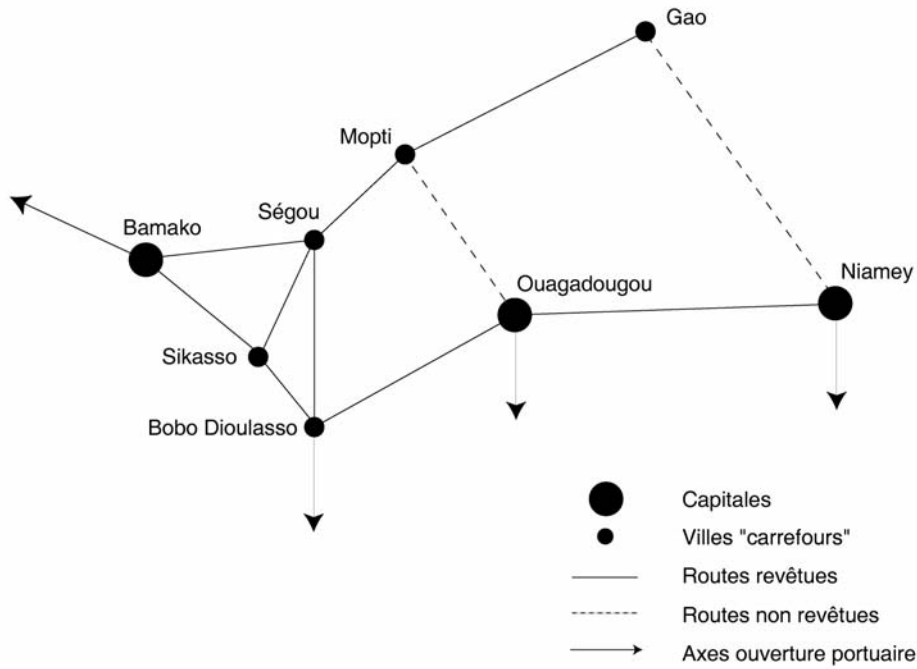 Gao
Mopti
Ségou
Bamako
Ouagadougou
Niamey
Sikasso
Bobo Dioulasso
Capitales
Villes "carrefours"
Routes revêtues
Routes non revêtues
Axes ouverture portuaire